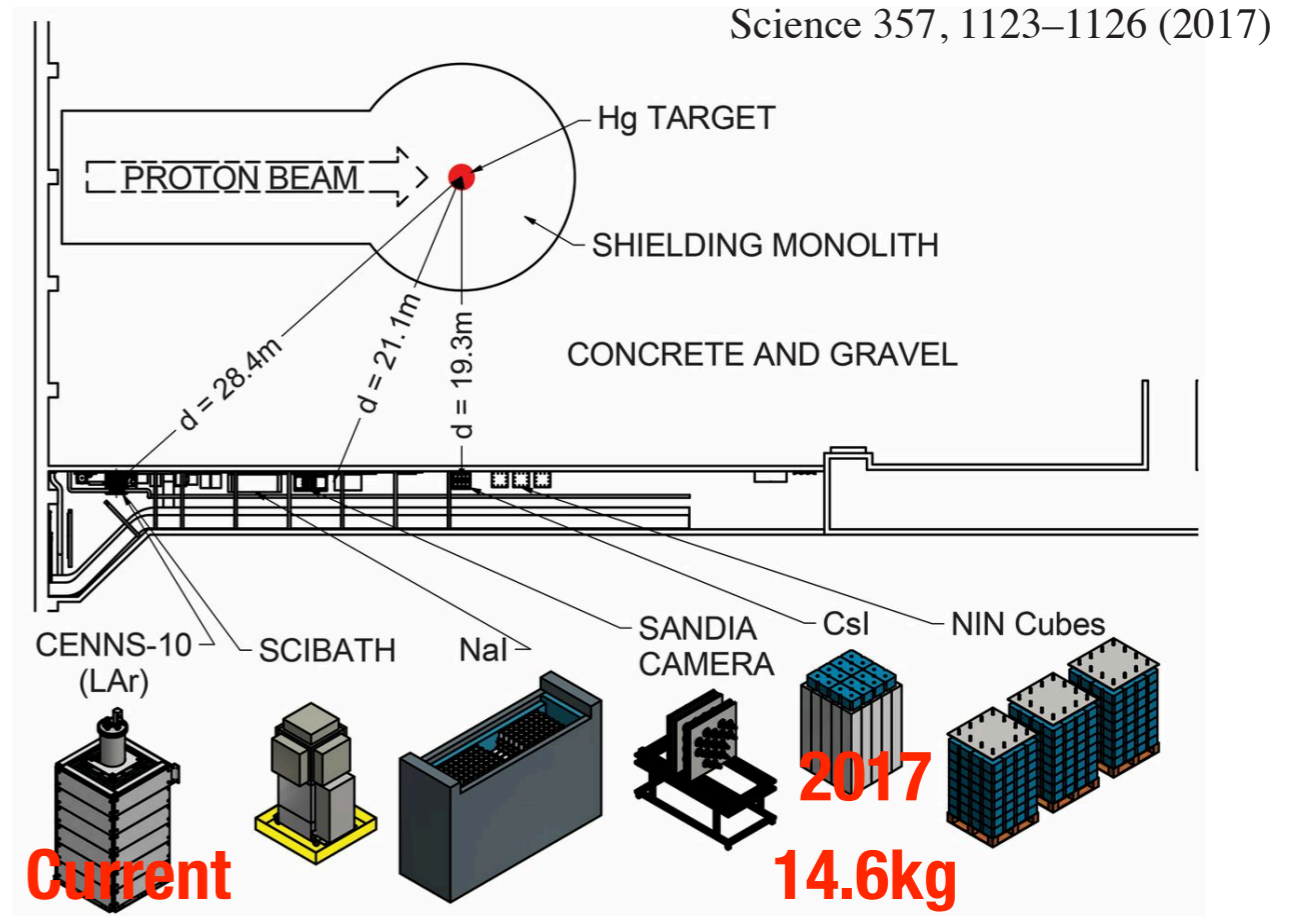 Science 357, 1123–1126 (2017)
Hg TARGET
PROTON BEAM
SHIELDING MONOLITH
d = 28.4m
d = 21.1m
d = 19.3m
CONCRETE AND GRAVEL
CENNS-10
(LAr)
SCIBATH
NaI
SANDIA
CAMERA
CsI
NIN Cubes
2017
Current
14.6kg